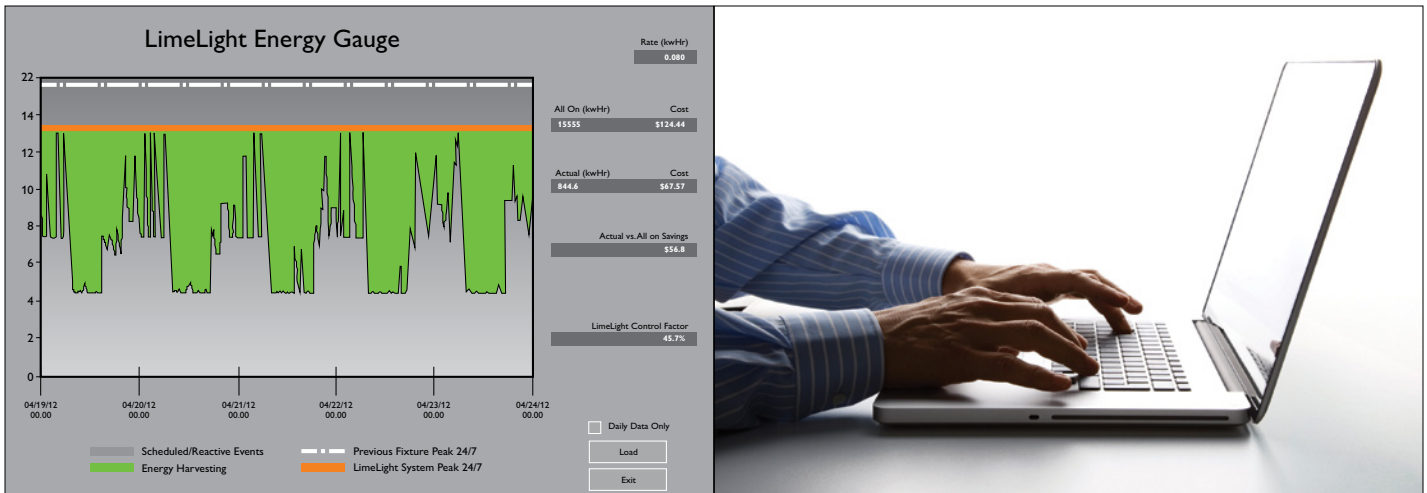 LimeLight Energy Gauge
Rate (kwHr)
0.080
22
14
12
10
8
6
4
2
0
All On (kwHr) Cost
15555 $124.44
Actual (kwHr) Cost
844.6 $67.57
Actual vs.All on Savings
$56.8
LimeLight Control Factor
45.7%
04/19/12 04/20/12 04/21/12 04/22/12 04/23/12 04/24/12
00.00 00.00 00.00 00.00 00.00 00.00
Daily Data Only
Load
Exit
Scheduled/Reactive Events Previous Fixture Peak 24/7
Energy Harvesting LimeLight System Peak 24/7